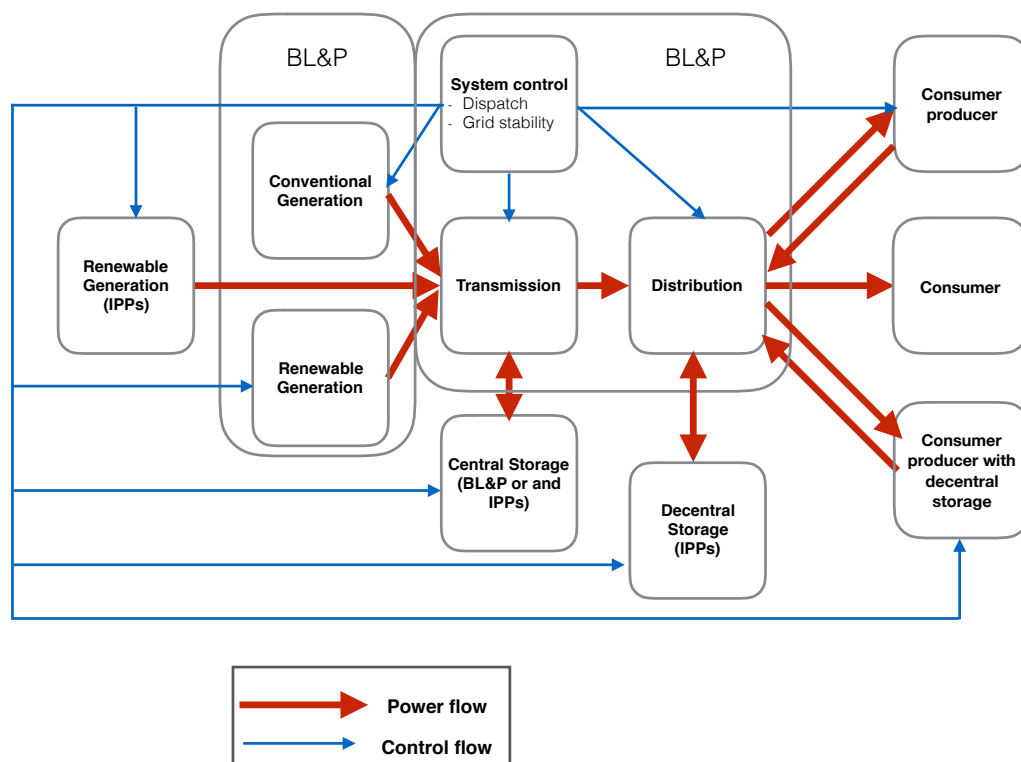 BL&P
BL&P
System control
- Dispatch
- Grid stability
Consumer
producer
Conventional
Generation
Renewable
Generation
(IPPs)
Transmission
Distribution
Consumer
Renewable
Generation
Central Storage
(BL&P or and
IPPs)
Decentral
Storage
(IPPs)
Consumer
producer with
decentral
storage
Power flow
Control flow